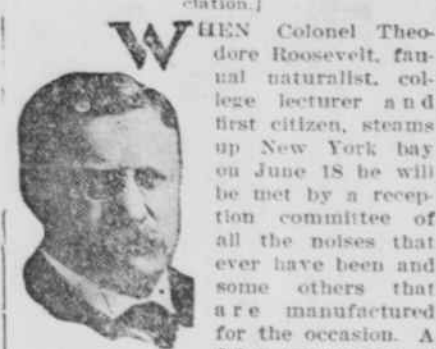 ciation.]
WHEN Colonel Theo-
dore Roosevelt, fau-
nal naturalist, col-
lege lecturer and
first citizen, steams
up New York bay
on June 18 he will
be met by a recep-
tion committee of
all the noises that
ever have been and
some others that
are manufactured
for the occasion. A